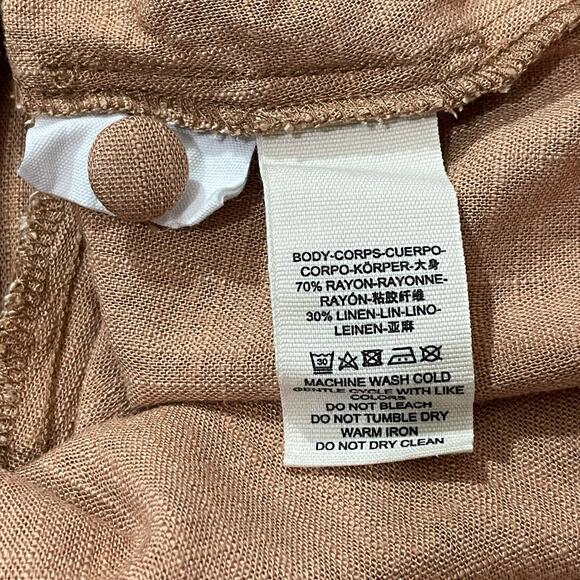 BODY-CORPS-CUERPO-
CORPO-KÖRPER-大身
70% RAYON-RAYONNE-
RAYÓN-粘胶纤维
30% LINEN-LIN-LINO-
LEINEN-亚麻
30
MACHINE WASH COLD
GENTLE CYCLE WITH LIKE
COLORS
DO NOT BLEACH
DO NOT TUMBLE DRY
WARM IRON
DO NOT DRY CLEAN